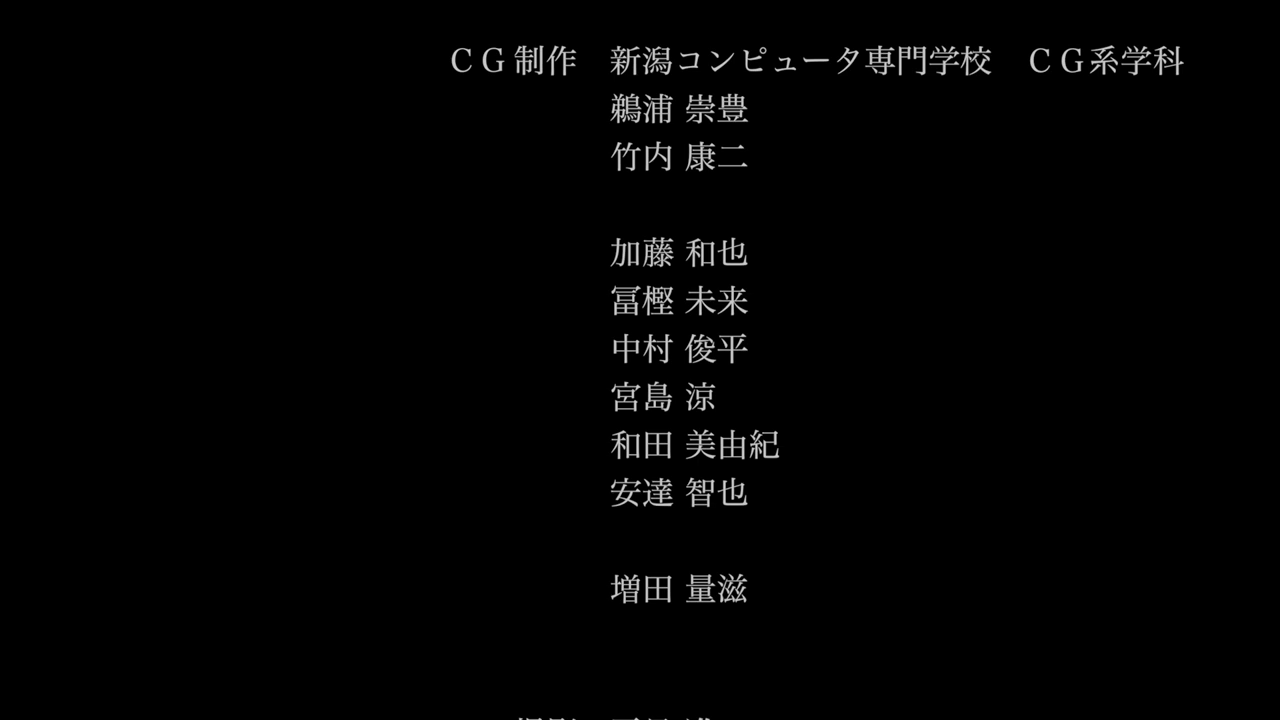 ＣＧ制作　新潟コンピュータ専門学校　ＣＧ系学科
鵜浦 崇豊
竹内 康二
加藤 和也
冨樫 未来
中村 俊平
宮島 涼
和田 美由紀
安達 智也
増田 量滋